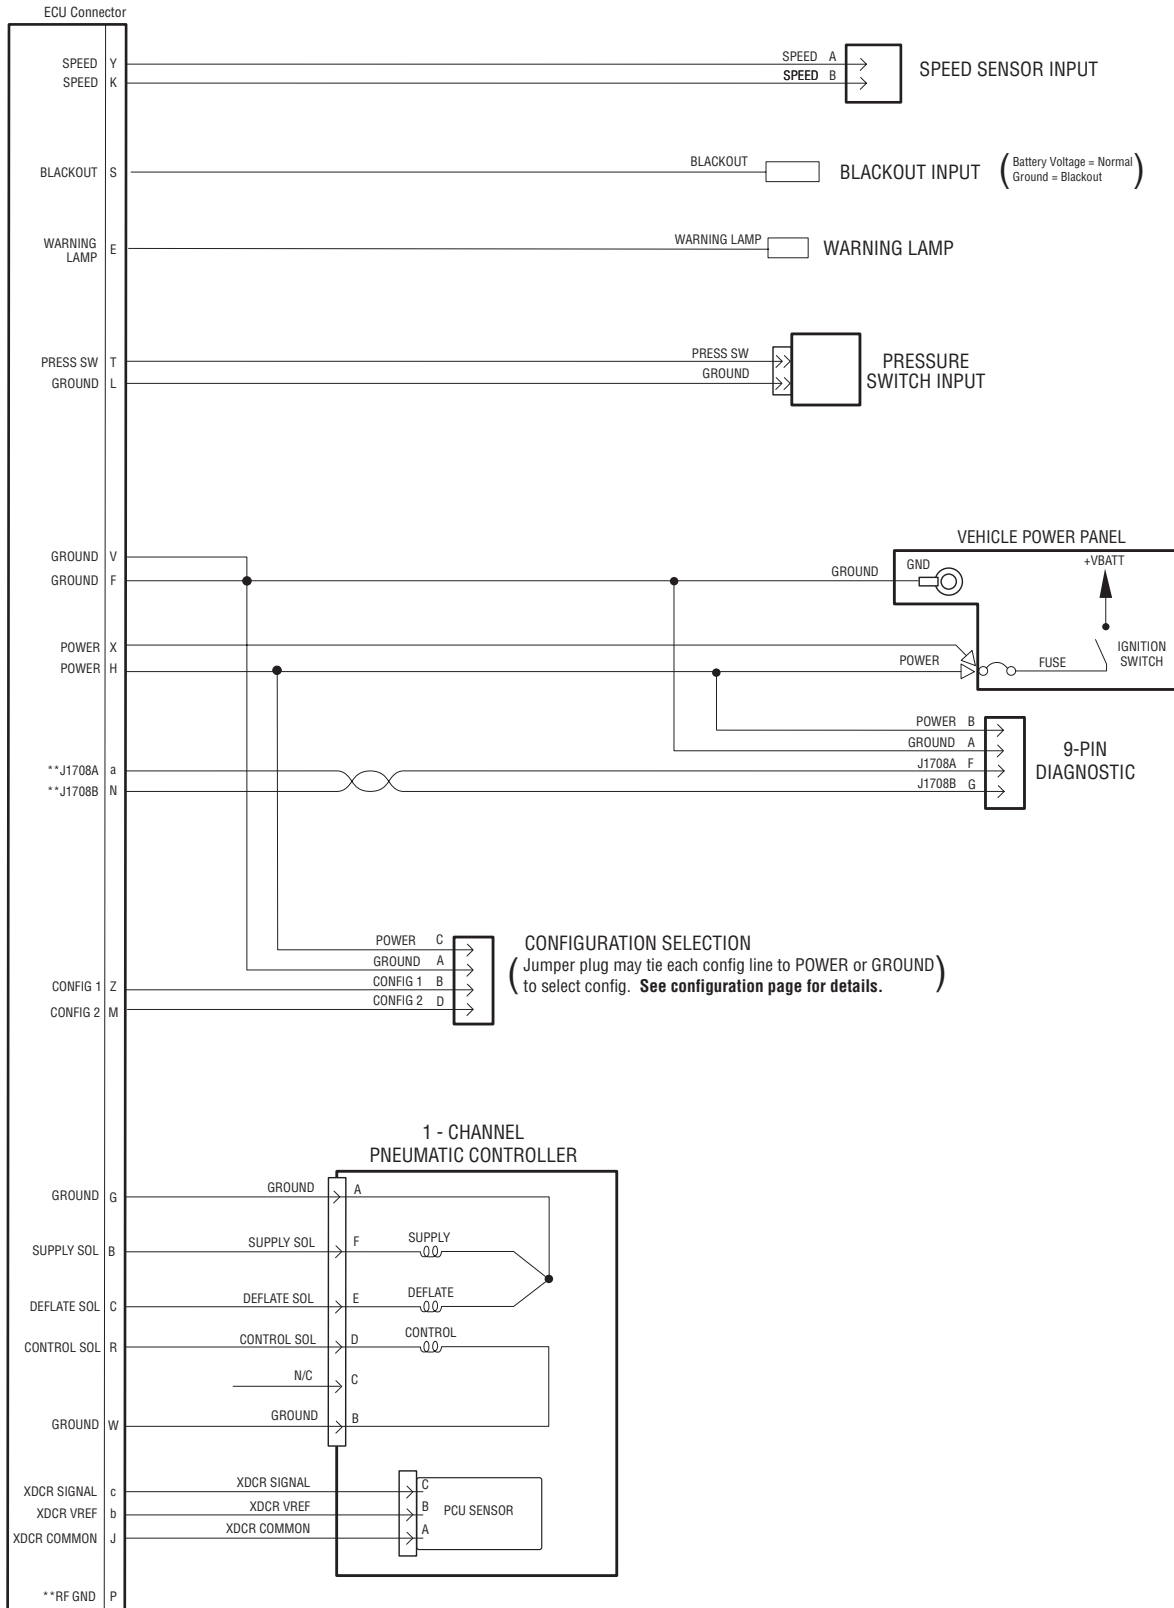 ECU Connector
SPEED Y SPEED A
SPEED K SPEED B
SPEED SENSOR INPUT
BLACKOUT S BLACKOUT
BLACKOUT INPUT
(Battery Voltage = Normal
Ground = Blackout)
WARNING
LAMP
E WARNING LAMP
WARNING LAMP
PRESS SW T PRESS SW
GROUND L GROUND
PRESSURE
SWITCH INPUT
VEHICLE POWER PANEL
GROUND V
GROUND F GROUND GND
+VBATT
POWER X
POWER H POWER FUSE
IGNITION
SWITCH
POWER B
GROUND A
**J1708A a J1708A F
**J1708B N J1708B G
9-PIN
DIAGNOSTIC
POWER C
GROUND A
CONFIG 1 Z CONFIG 1 B
CONFIG 2 M CONFIG 2 D
CONFIGURATION SELECTION
(Jumper plug may tie each config line to POWER or GROUND
to select config. See configuration page for details.)
1 - CHANNEL
PNEUMATIC CONTROLLER
GROUND G GROUND A
SUPPLY SOL B SUPPLY SOL F SUPPLY
DEFLATE SOL C DEFLATE SOL E DEFLATE
CONTROL SOL R CONTROL SOL D CONTROL
N/C C
GROUND W GROUND B
XDCR SIGNAL c XDCR SIGNAL C
XDCR VREF b XDCR VREF B
XDCR COMMON J XDCR COMMON A
PCU SENSOR
**RF GND P